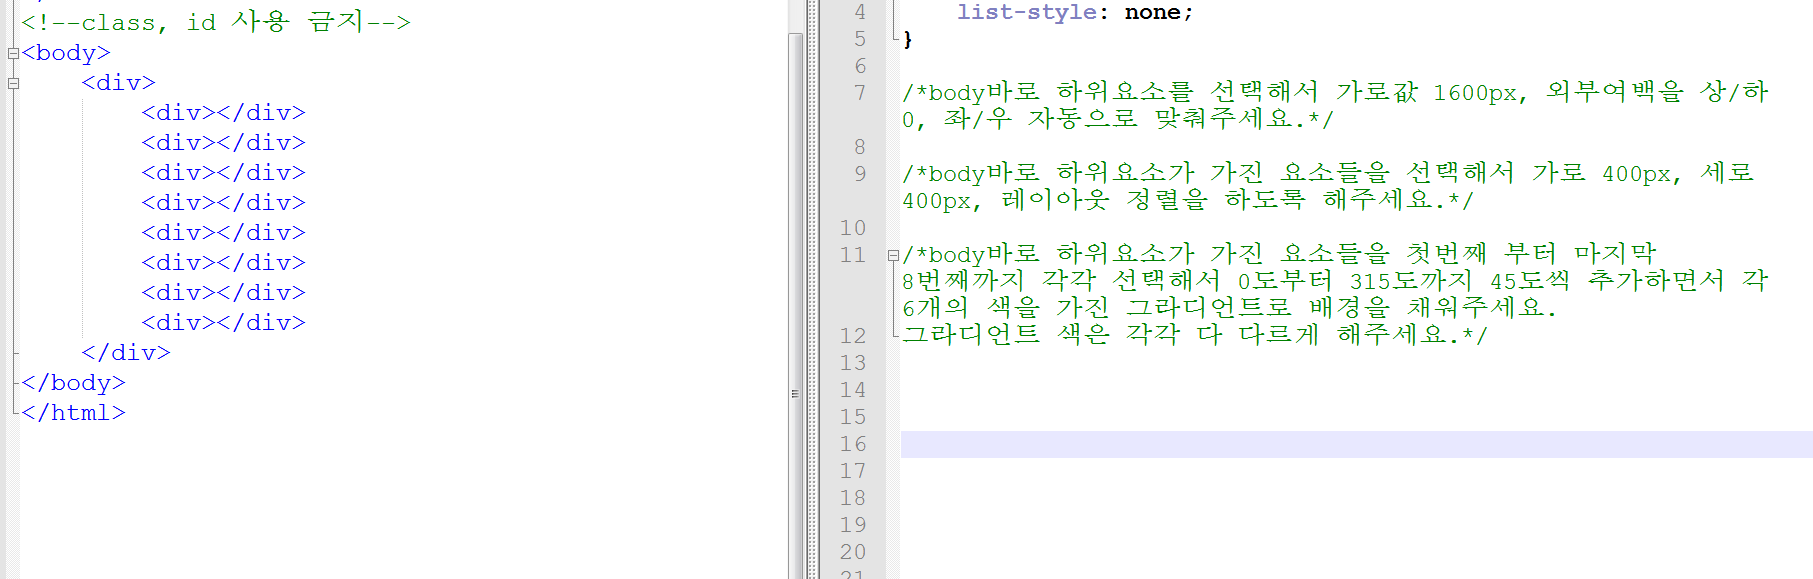 <!--class, id 사용 금지-->
<body>
<div>
<div></div>
<div></div>
<div></div>
<div></div>
<div></div>
<div></div>
<div></div>
<div></div>
</div>
</body>
</html>
4 list-style: none;
5 }
6
7 /*body바로 하위요소를 선택해서 가로값 1600px, 외부여백을 상/하
0, 좌/우 자동으로 맞춰주세요.*/
8
9 /*body바로 하위요소가 가진 요소들을 선택해서 가로 400px, 세로
400px, 레이아웃 정렬을 하도록 해주세요.*/
10
11 /*body바로 하위요소가 가진 요소들을 첫번째 부터 마지막
8번째까지 각각 선택해서 0도부터 315도까지 45도씩 추가하면서 각
6개의 색을 가진 그라디언트로 배경을 채워주세요.
12 그라디언트 색은 각각 다 다르게 해주세요.*/
13
14
15
16
17
18
19
20
21